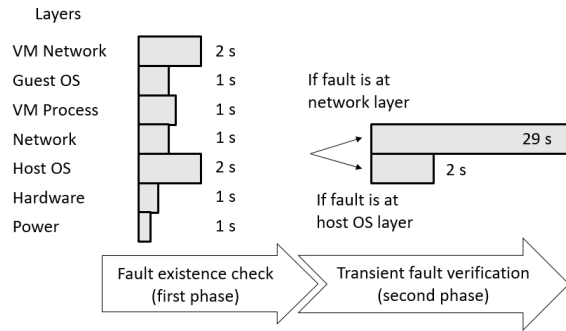 Layers
VM Network 2 s
Guest OS 1 s
VM Process 1 s
Network 1 s
Host OS 2 s
Hardware 1 s
Power 1 s
If fault is at
network layer
29 s
2 s
If fault is at
host OS layer
Fault existence check
(first phase)
Transient fault verification
(second phase)